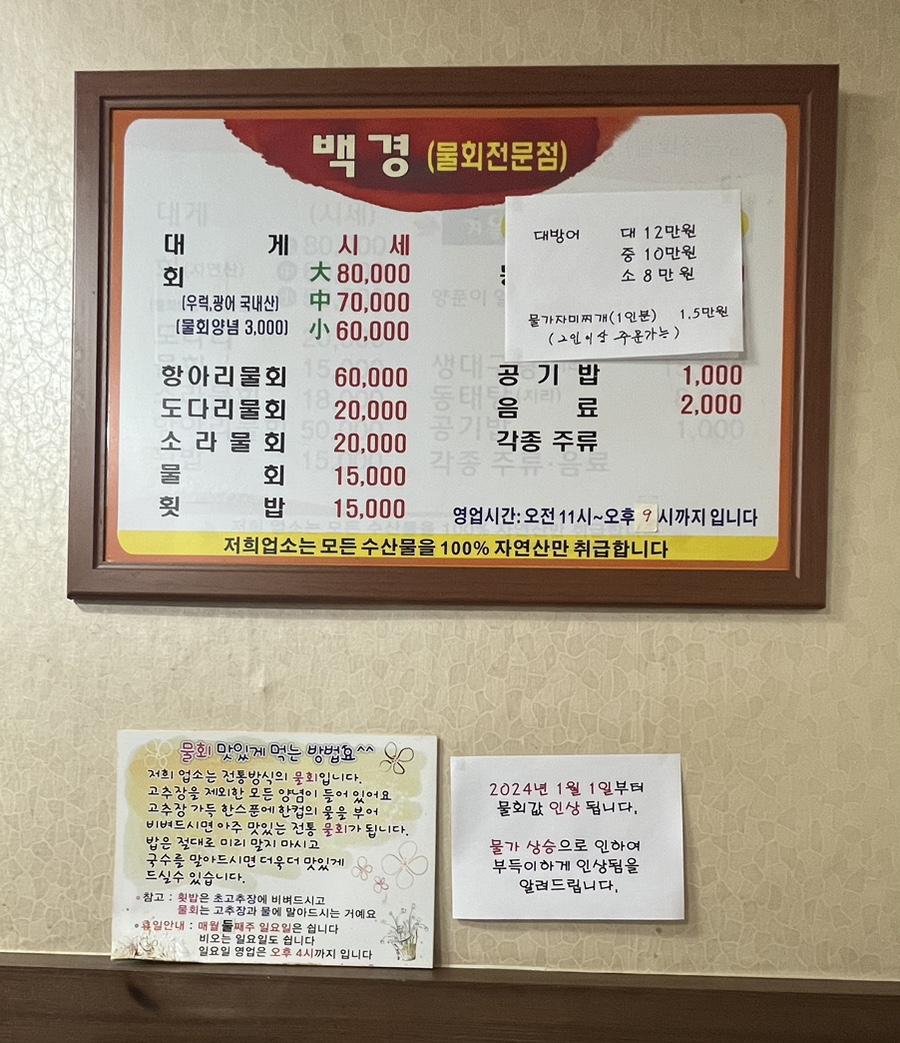 백경 (물회전문점)
대게 시세
회 大 80,000
(우럭,광어 국내산) 中 70,000
(물회양념 3,000) 小 60,000
항아리물회 60,000
도다리물회 20,000
소라물회 20,000
물회 15,000
횟밥 15,000
대방어 대 12만원
중 10만원
소 8만원
물가자미찌개(1인분) 1.5만원
(2인이상 주문가능)
공기밥 1,000
음료 2,000
각종 주류
영업시간: 오전 11시~오후 9시까지 입니다
저희업소는 모든 수산물을 100% 자연산만 취급합니다
물회 맛있게 먹는 방법요^^
저희 업소는 전통방식의 물회입니다.
고추장을 제외한 모든 양념이 들어 있어요
고추장 가득 한스푼에 한컵의 물을 부어
비벼드시면 아주 맛있는 전통 물회가 됩니다.
밥은 절대로 미리 말지 마시고
국수를 말아드시면 더욱더 맛있게
드실수 있습니다.
참고 : 횟밥은 초고추장에 비벼드시고
물회는 고추장과 물에 말아드시는 거예요
휴일안내 : 매월 둘째주 일요일은 쉽니다
비오는 일요일도 쉽니다
일요일 영업은 오후 4시까지 입니다
2024년 1월 1일부터
물회값 인상 됩니다.
물가 상승으로 인하여
부득이하게 인상됨을
알려드립니다.